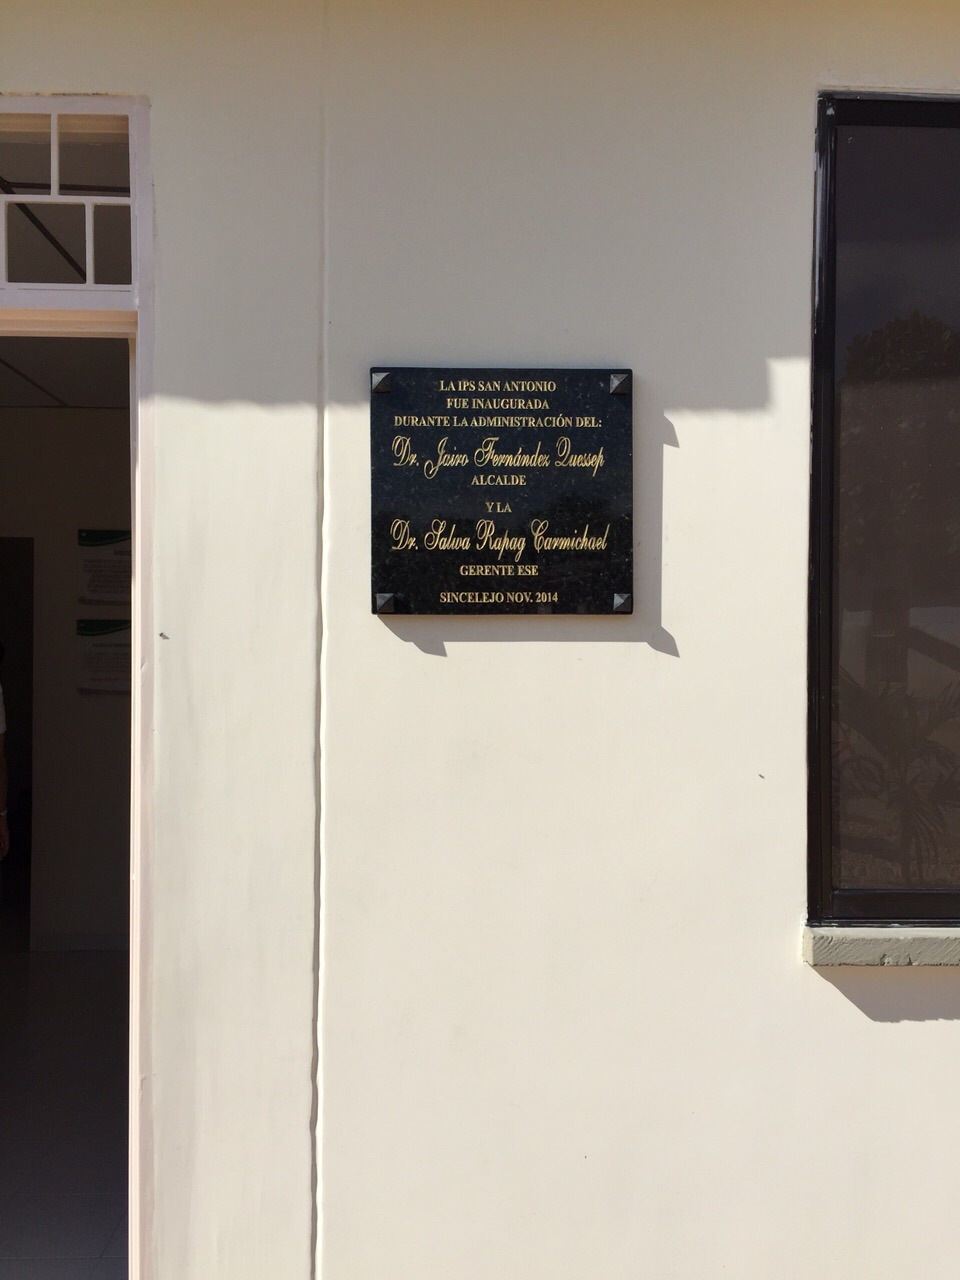 LA IPS SAN ANTONIO
FUE INAUGURADA
DURANTE LA ADMINISTRACIÓN DEL:
Dr. Jairo Fernández Quessep
ALCALDE
Y LA
Dr. Salwa Rapag Carmichael
GERENTE ESE
SINCELEJO NOV. 2014